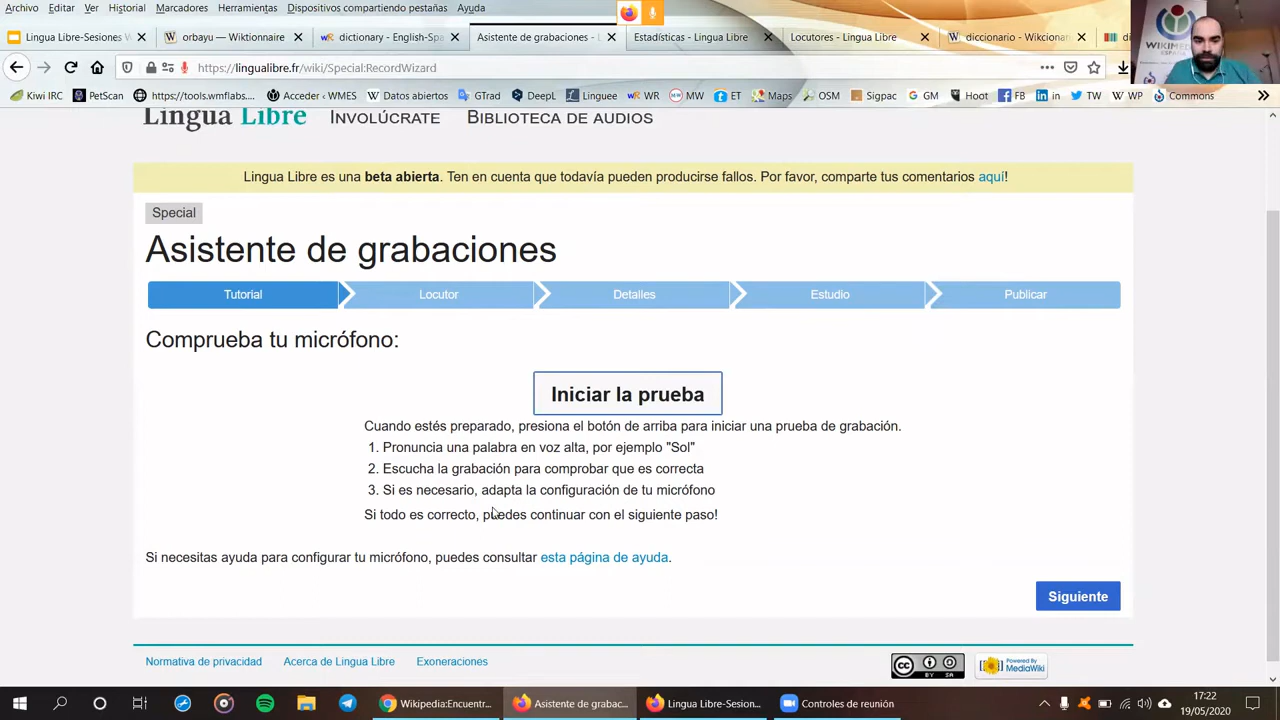 Archivo Editar Ver Historial Marcadores Herramientas Dispositivos compartiendo pestañas Ayuda
Lingua Libre-Sesiones W
orbayu — Wiktionnaire
dictionary - English-Spa
Asistente de grabaciones - L
Estadísticas - Lingua Libre
Locutores - Lingua Libre
diccionario - Wikcionari
https://lingualibre.fr/wiki/Special:RecordWizard
Kiwi IRC PetScan https://tools.wmflabs... Acceder ‹ WMES Datos abiertos GTrad DeepL Linguee WR MW ET Maps OSM Sigpac GM Hoot FB in TW WP Commons
WIKIMEDIA
ESPAÑA
Lingua Libre INVOLÚCRATE BIBLIOTECA DE AUDIOS
Lingua Libre es una beta abierta. Ten en cuenta que todavía pueden producirse fallos. Por favor, comparte tus comentarios aquí!
Special
Asistente de grabaciones
Tutorial Locutor Detalles Estudio Publicar
Comprueba tu micrófono:
Iniciar la prueba
Cuando estés preparado, presiona el botón de arriba para iniciar una prueba de grabación.
1. Pronuncia una palabra en voz alta, por ejemplo "Sol"
2. Escucha la grabación para comprobar que es correcta
3. Si es necesario, adapta la configuración de tu micrófono
Si todo es correcto, puedes continuar con el siguiente paso!
Si necesitas ayuda para configurar tu micrófono, puedes consultar esta página de ayuda.
Siguiente
Normativa de privacidad Acerca de Lingua Libre Exoneraciones
CC BY SA
Powered By
MediaWiki
Wikipedia:Encuentr... Asistente de grabac... Lingua Libre-Sesion... Controles de reunión
17:22
19/05/2020